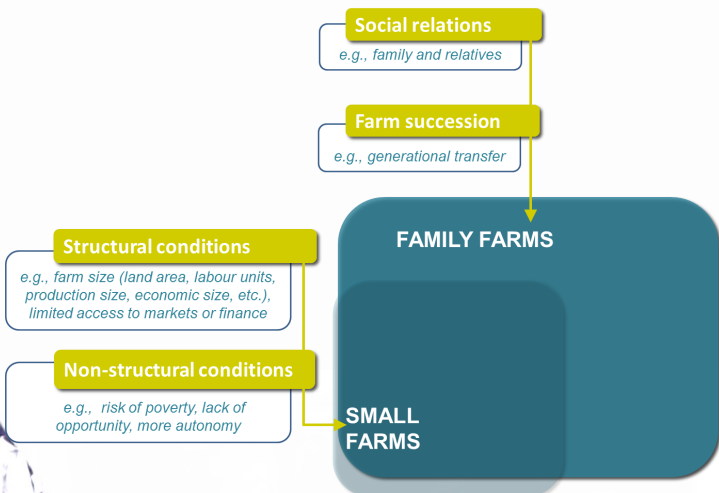 Social relations
e.g., family and relatives
Farm succession
e.g., generational transfer
FAMILY FARMS
Structural conditions
e.g., farm size (land area, labour units,
production size, economic size, etc.),
limited access to markets or finance
Non-structural conditions
e.g., risk of poverty, lack of
opportunity, more autonomy
SMALL
FARMS